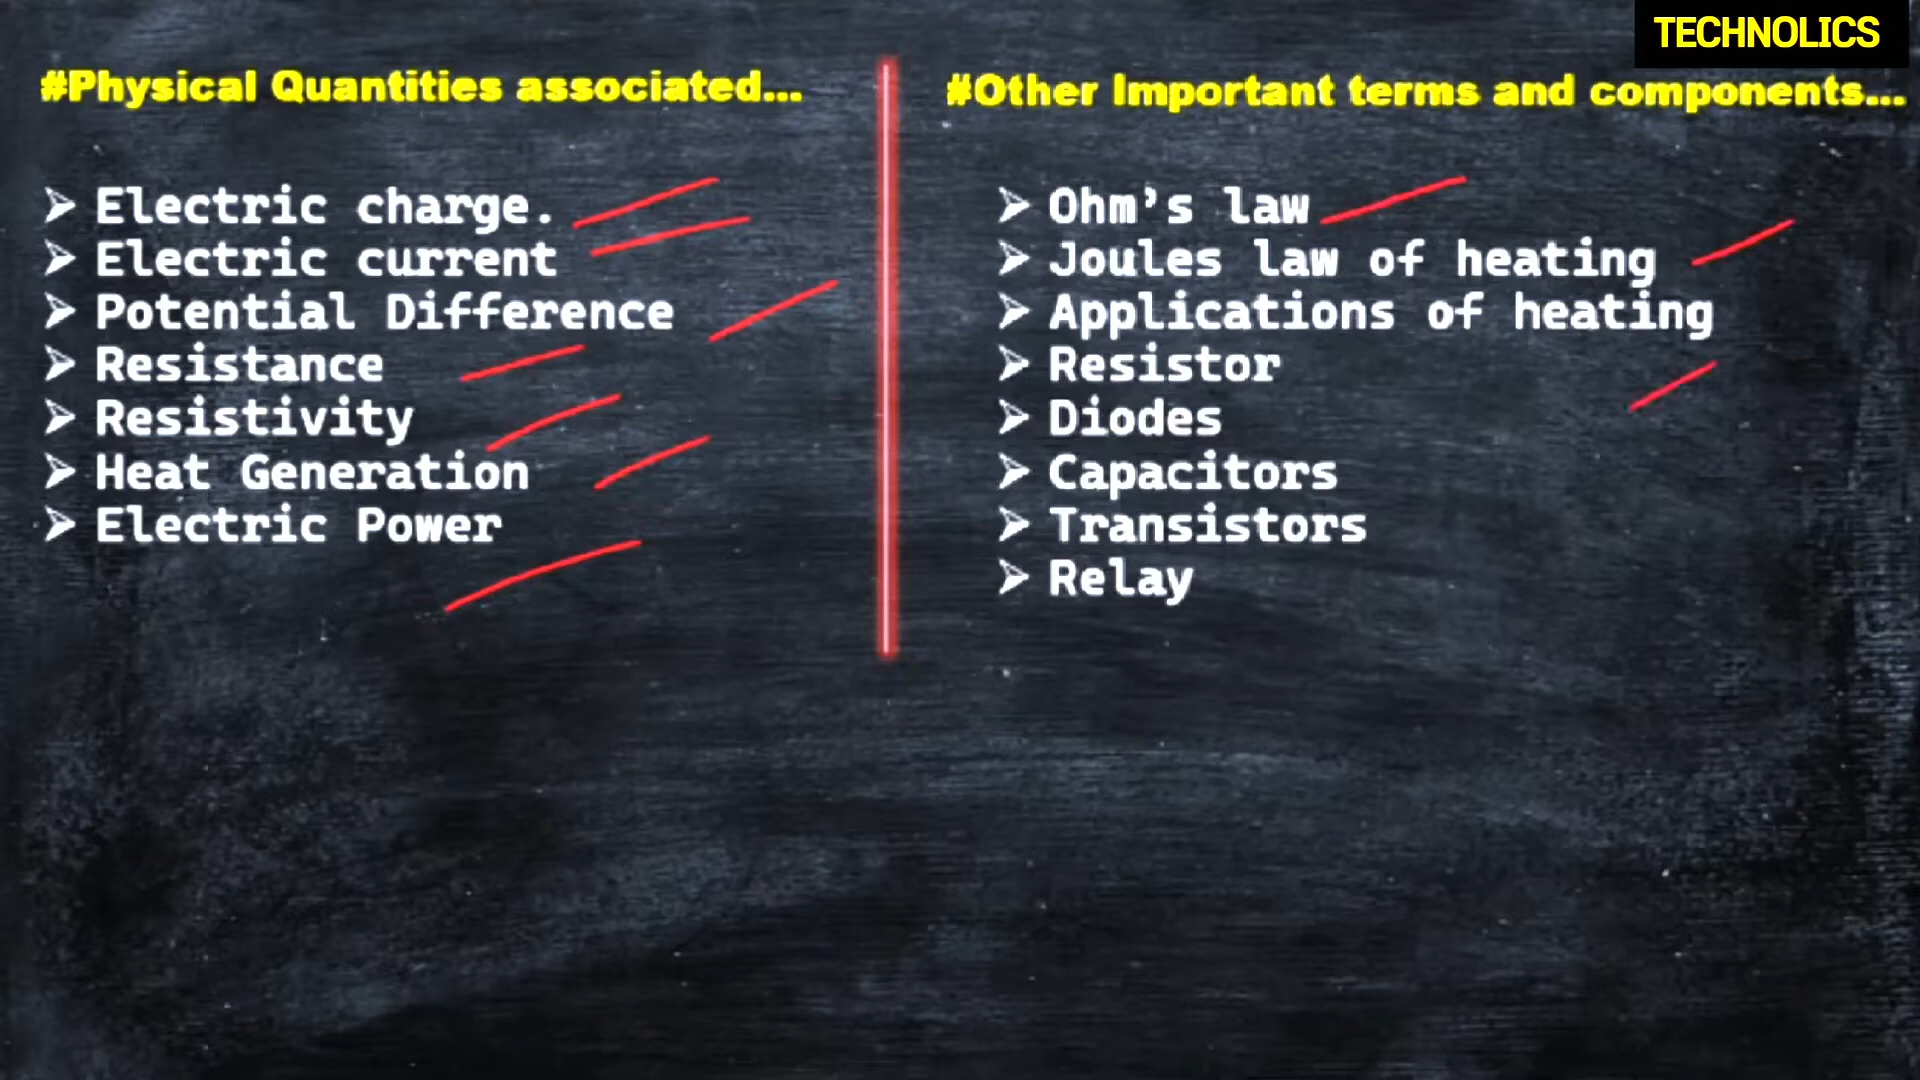 TECHNOLICS
#Physical Quantities associated...
Electric charge.
Electric current
Potential Difference
Resistance
Resistivity
Heat Generation
Electric Power
#Other Important terms and components...
Ohm's law
Joules law of heating
Applications of heating
Resistor
Diodes
Capacitors
Transistors
Relay